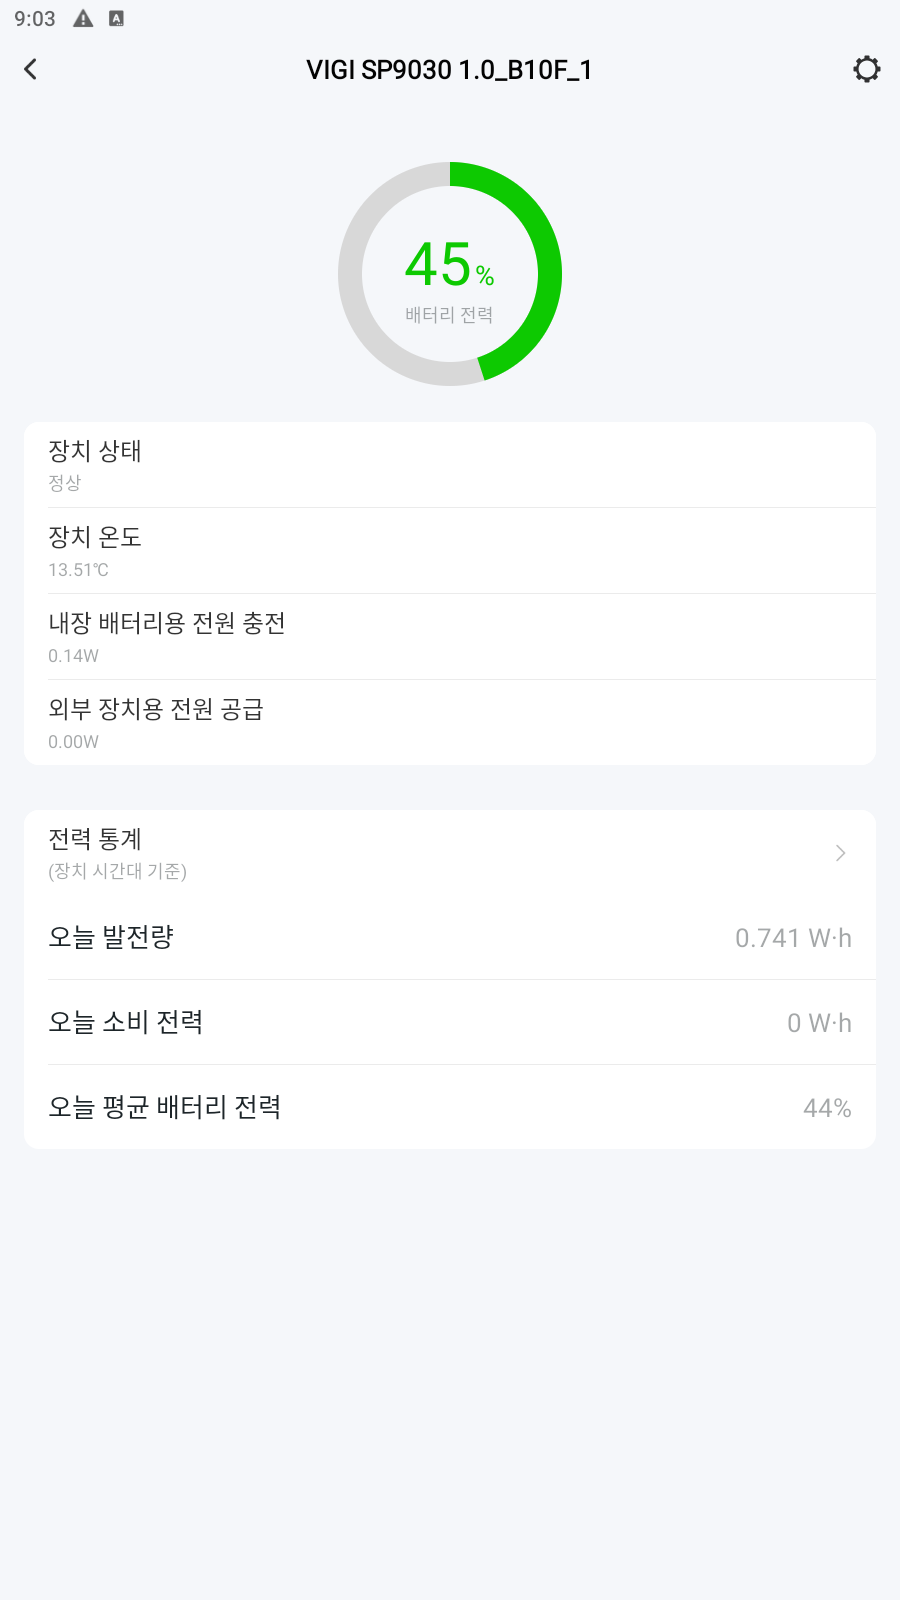 9:03
VIGI SP9030 1.0_B10F_1
45%
배터리 전력
장치 상태
정상
장치 온도
13.51℃
내장 배터리용 전원 충전
0.14W
외부 장치용 전원 공급
0.00W
전력 통계
(장치 시간대 기준)
오늘 발전량 0.741 W·h
오늘 소비 전력 0 W·h
오늘 평균 배터리 전력 44%